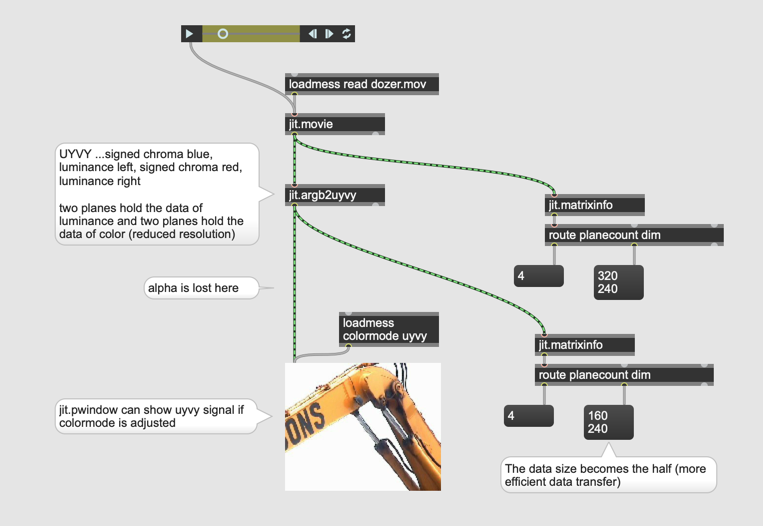 loadmess read dozer.mov
jit.movie
UYVY ...signed chroma blue,
luminance left, signed chroma red,
luminance right
two planes hold the data of
luminance and two planes hold the
data of color (reduced resolution)
jit.argb2uyvy
jit.matrixinfo
route planecount dim
4
320
240
alpha is lost here
loadmess
colormode uyvy
jit.matrixinfo
route planecount dim
jit.pwindow can show uyvy signal if
colormode is adjusted
ONS
4
160
240
The data size becomes the half (more
efficient data transfer)